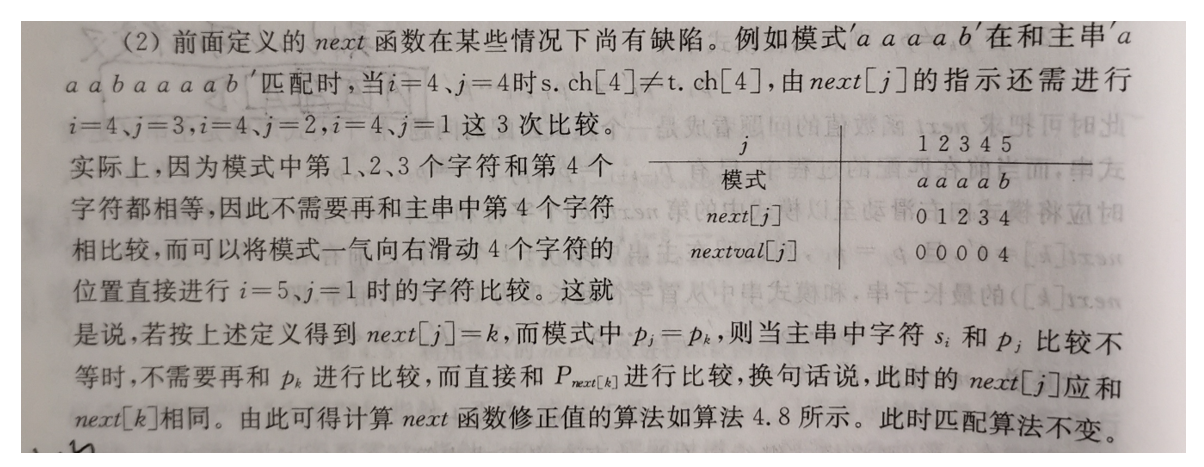 (2) 前面定义的 next 函数在某些情况下尚有缺陷。例如模式'a a a a b'在和主串'a
a a b a a a a b'匹配时,当i=4、j=4时s.ch[4]≠t.ch[4],由next[j]的指示还需进行
i=4、j=3,i=4、j=2,i=4、j=1 这 3 次比较。
实际上,因为模式中第 1、2、3 个字符和第 4 个
字符都相等,因此不需要再和主串中第 4 个字符
相比较,而可以将模式一气向右滑动 4 个字符的
位置直接进行 i=5、j=1 时的字符比较。这就
j 1 2 3 4 5
模式 a a a a b
next[j] 0 1 2 3 4
nextval[j] 0 0 0 0 4
是说,若按上述定义得到 next[j]=k,而模式中 pj=pk,则当主串中字符 si 和 pj 比较不
等时,不需要再和 pk 进行比较,而直接和 Pnext[k] 进行比较,换句话说,此时的 next[j]应和
next[k]相同。由此可得计算 next 函数修正值的算法如算法 4.8 所示。此时匹配算法不变。